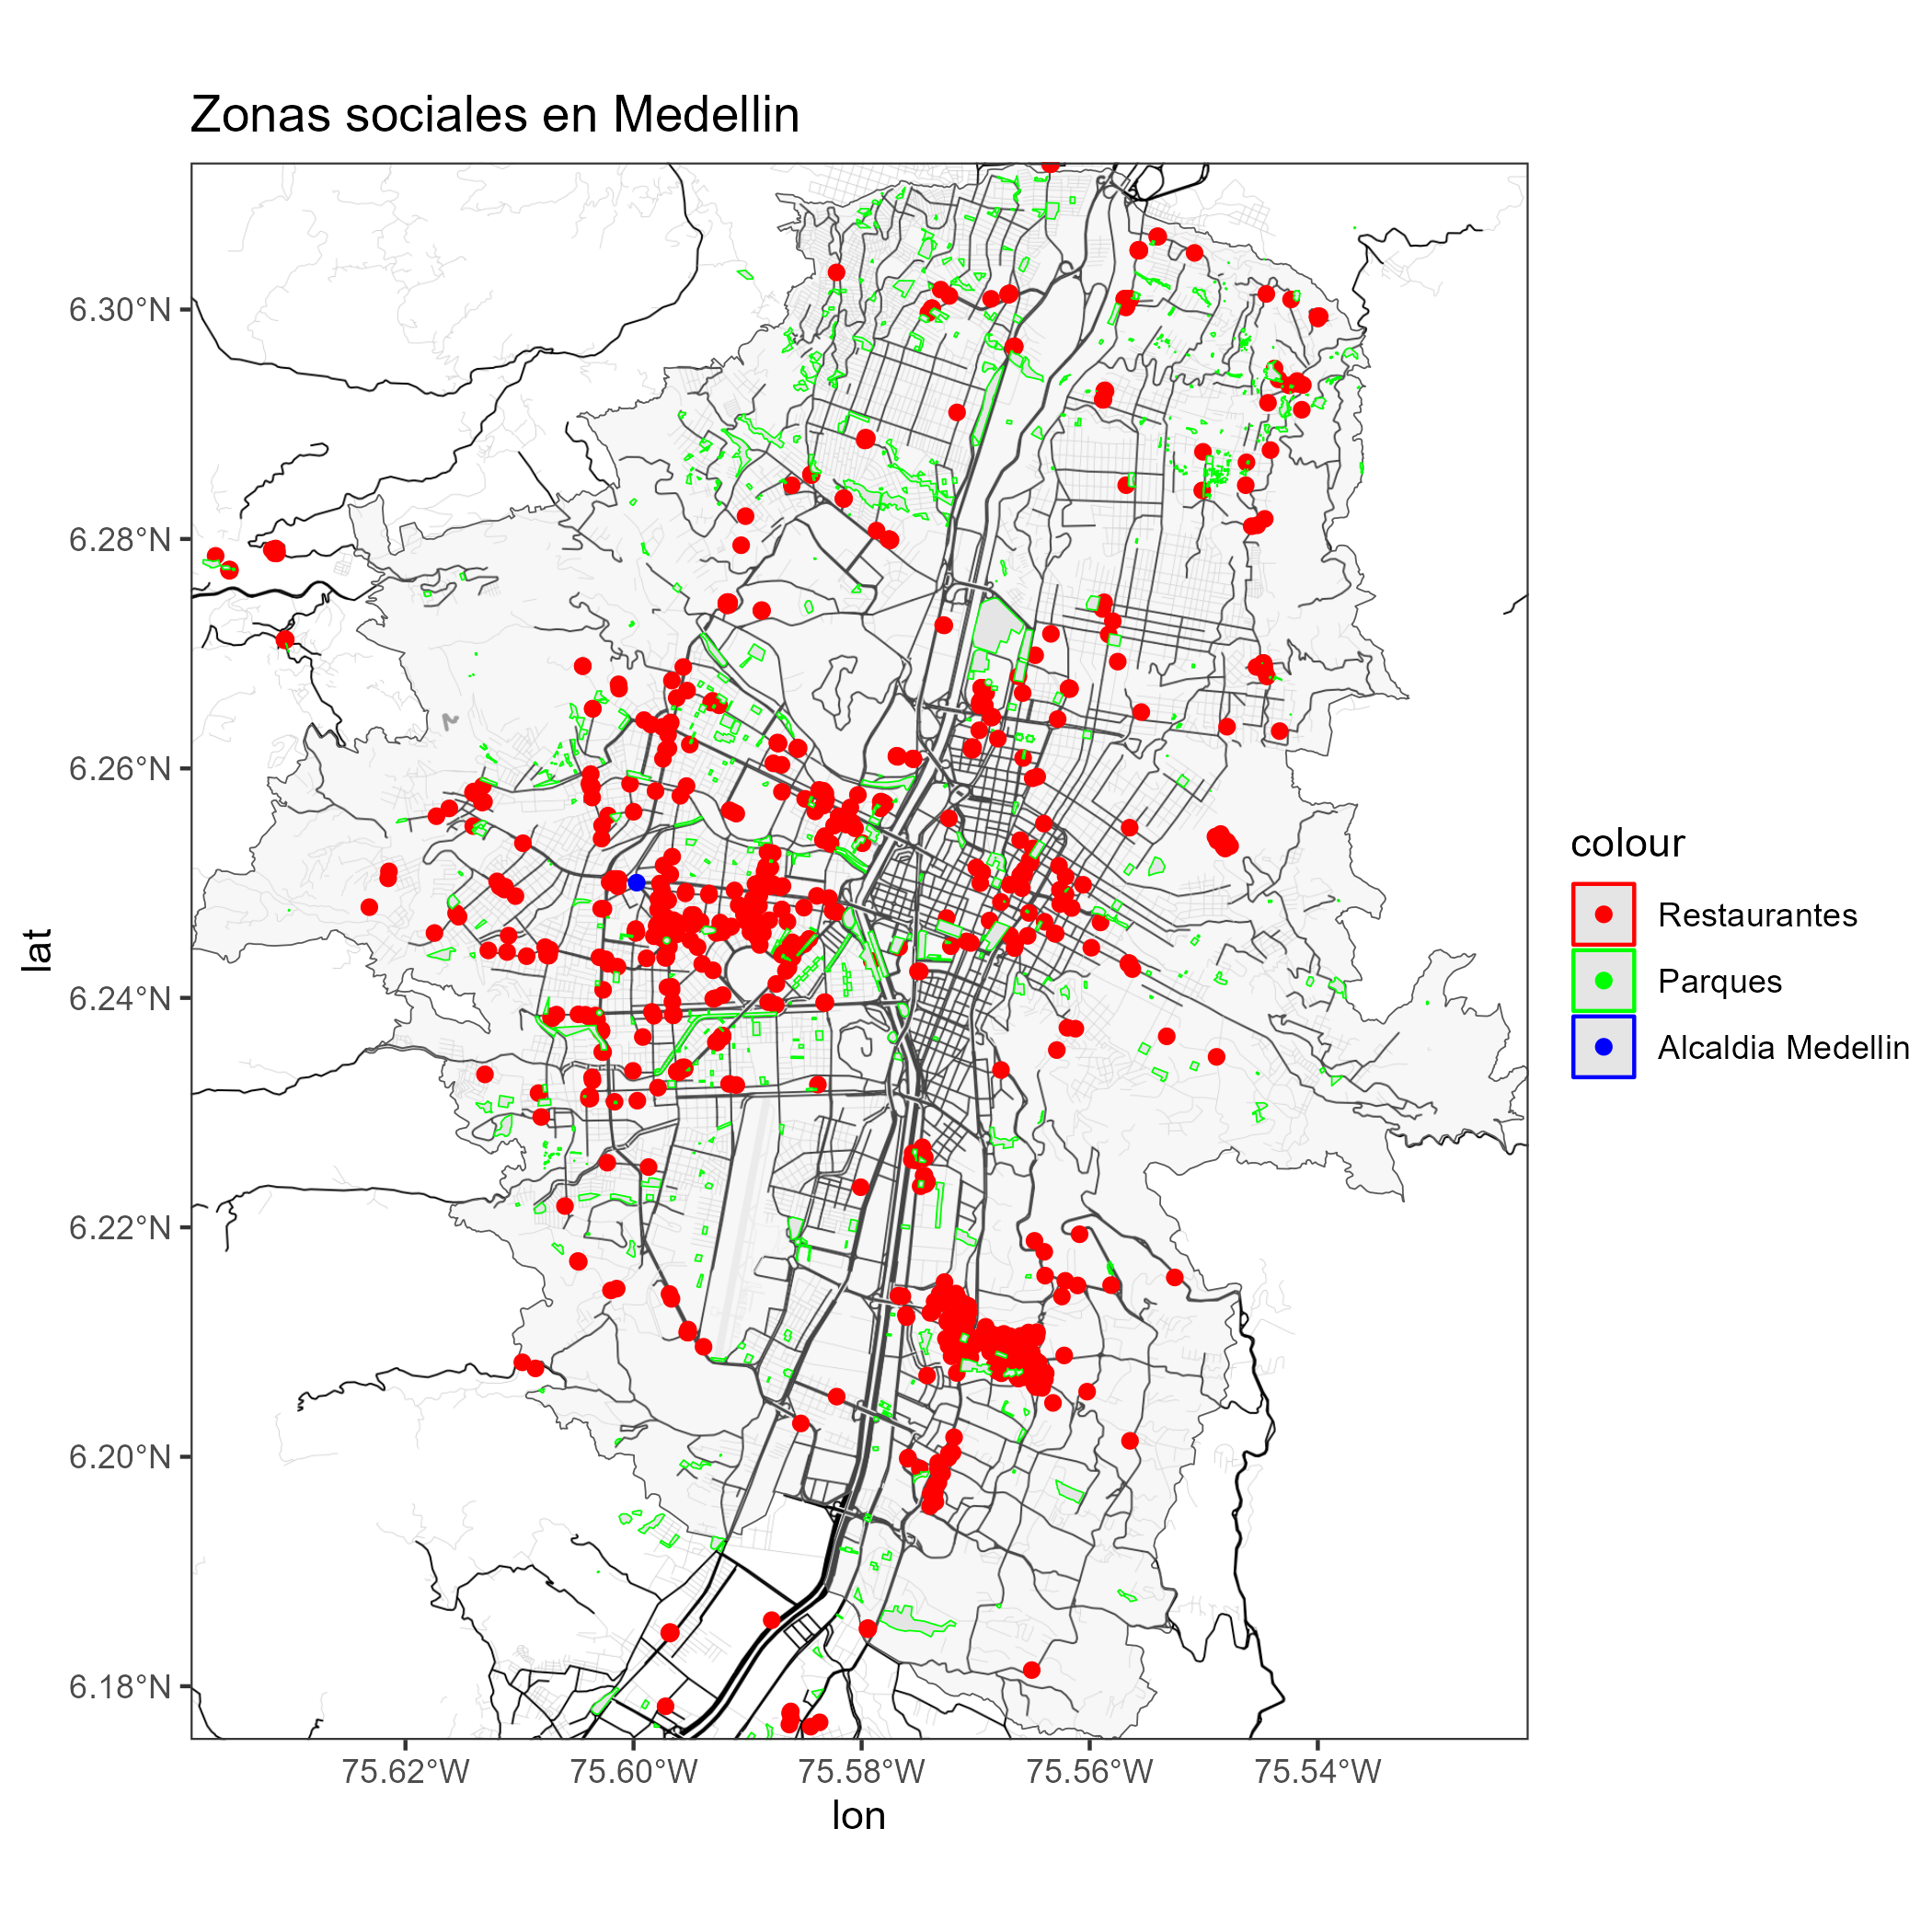 Zonas sociales en Medellin
6.30°N
6.28°N
6.26°N
6.24°N
6.22°N
6.20°N
6.18°N
lat
75.62°W
75.60°W
75.58°W
75.56°W
75.54°W
lon
colour
Restaurantes
Parques
Alcaldia Medellin